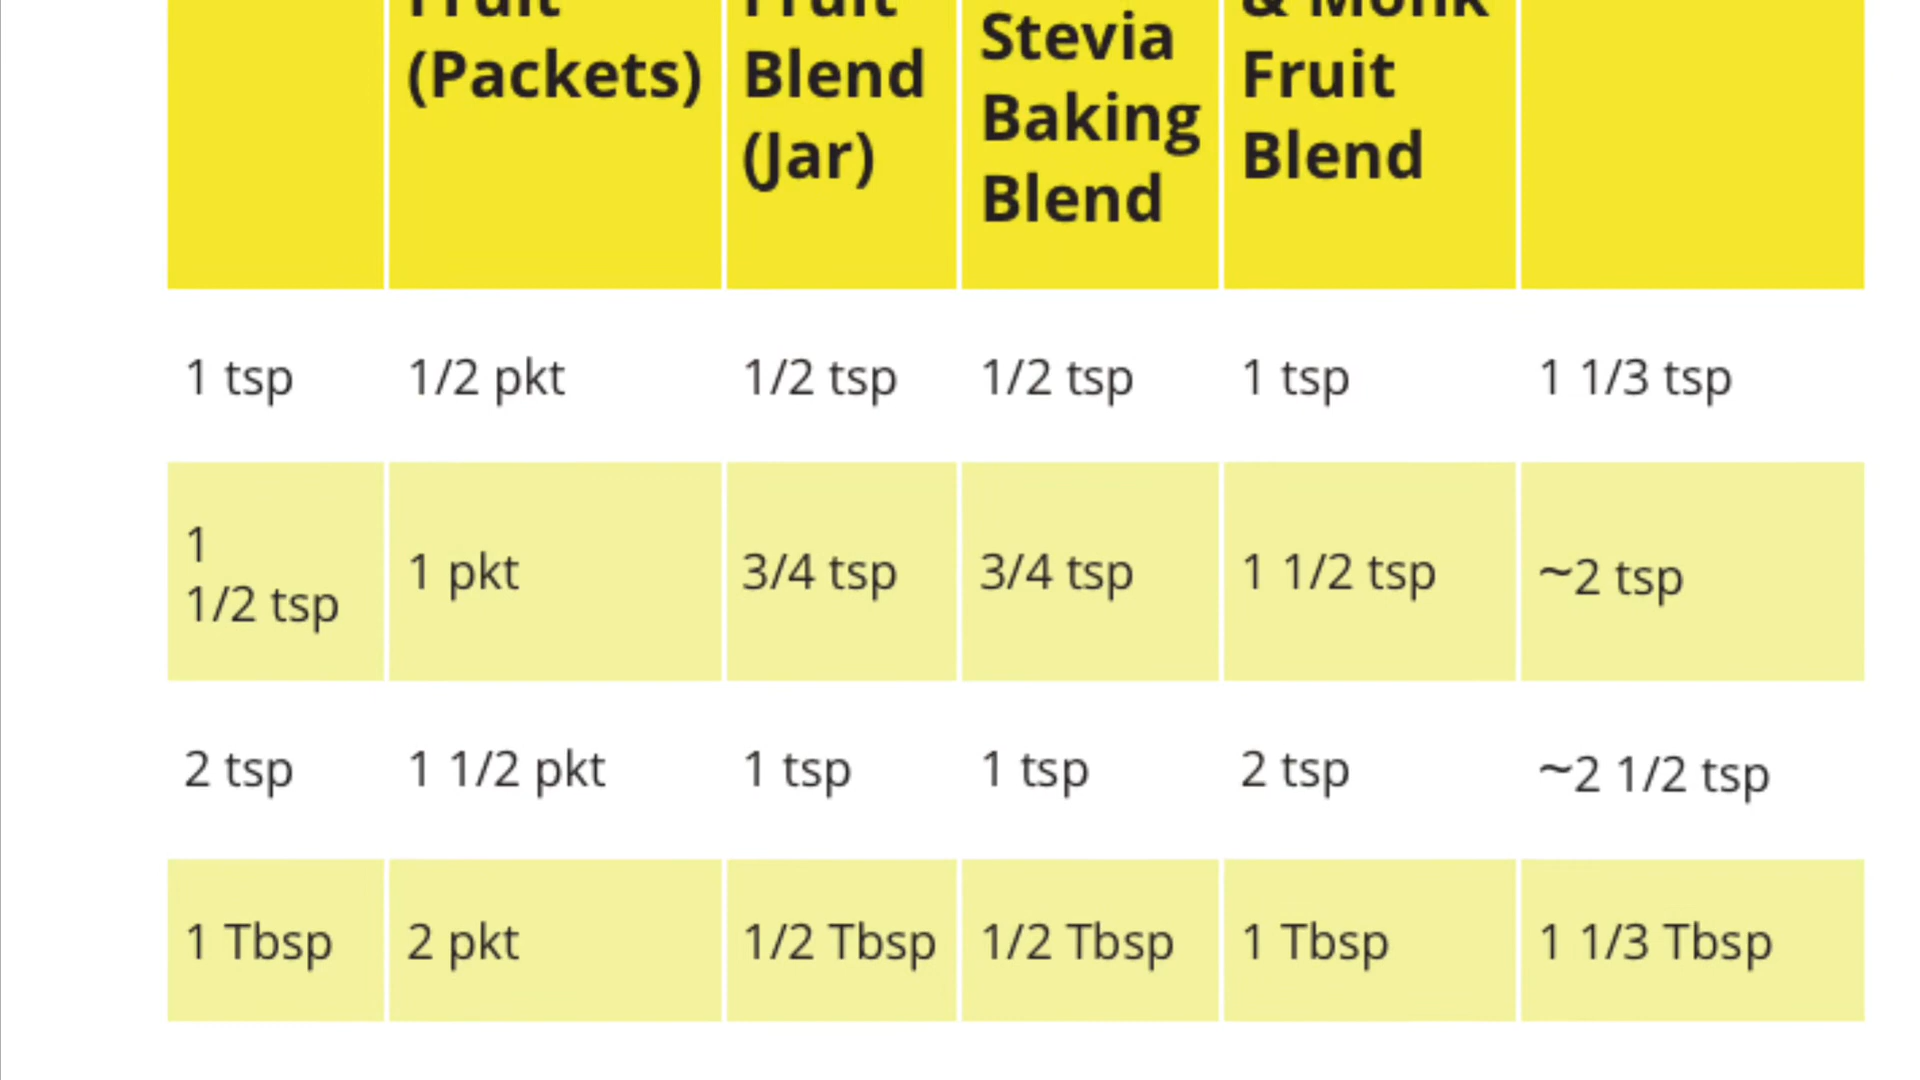 (Packets)
Blend
(Jar)
Stevia
Baking
Blend
& Monk
Fruit
Blend
1 tsp 1/2 pkt 1/2 tsp 1/2 tsp 1 tsp 1 1/3 tsp
1
1/2 tsp 1 pkt 3/4 tsp 3/4 tsp 1 1/2 tsp ~2 tsp
2 tsp 1 1/2 pkt 1 tsp 1 tsp 2 tsp ~2 1/2 tsp
1 Tbsp 2 pkt 1/2 Tbsp 1/2 Tbsp 1 Tbsp 1 1/3 Tbsp